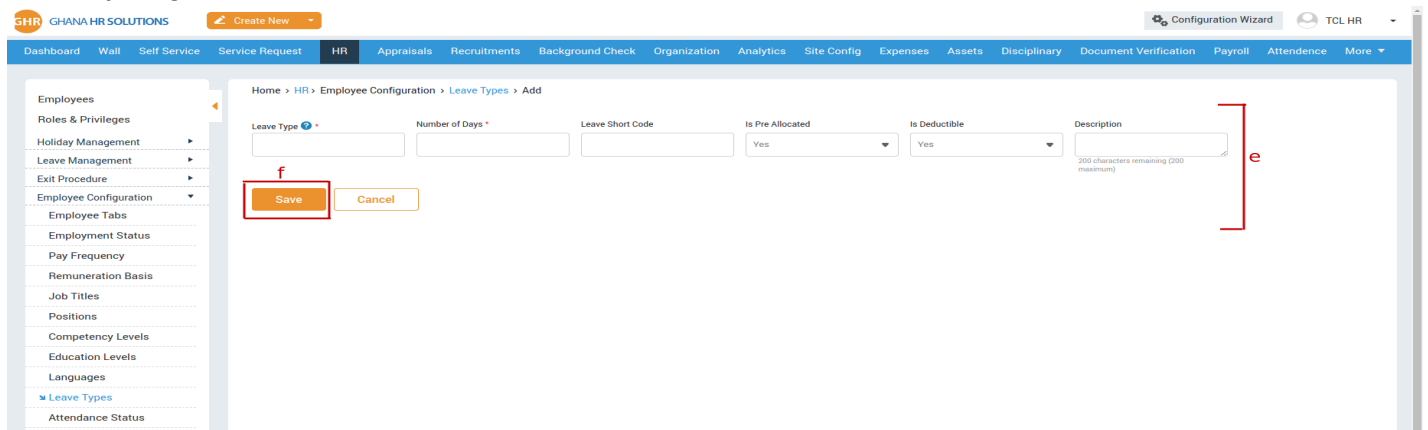 GHR GHANA HR SOLUTIONS Create New Configuration Wizard TCL HR
Dashboard Wall Self Service Service Request HR Appraisals Recruitments Background Check Organization Analytics Site Config Expenses Assets Disciplinary Document Verification Payroll Attendence More
Employees
Roles & Privileges
Holiday Management
Leave Management
Exit Procedure
Employee Configuration
Employee Tabs
Employment Status
Pay Frequency
Remuneration Basis
Job Titles
Positions
Competency Levels
Education Levels
Languages
Leave Types
Attendance Status
Home > HR > Employee Configuration > Leave Types > Add
Leave Type ? * Number of Days * Leave Short Code Is Pre Allocated Is Deductible Description
Yes Yes
200 characters remaining (200
maximum)
e
f
Save Cancel